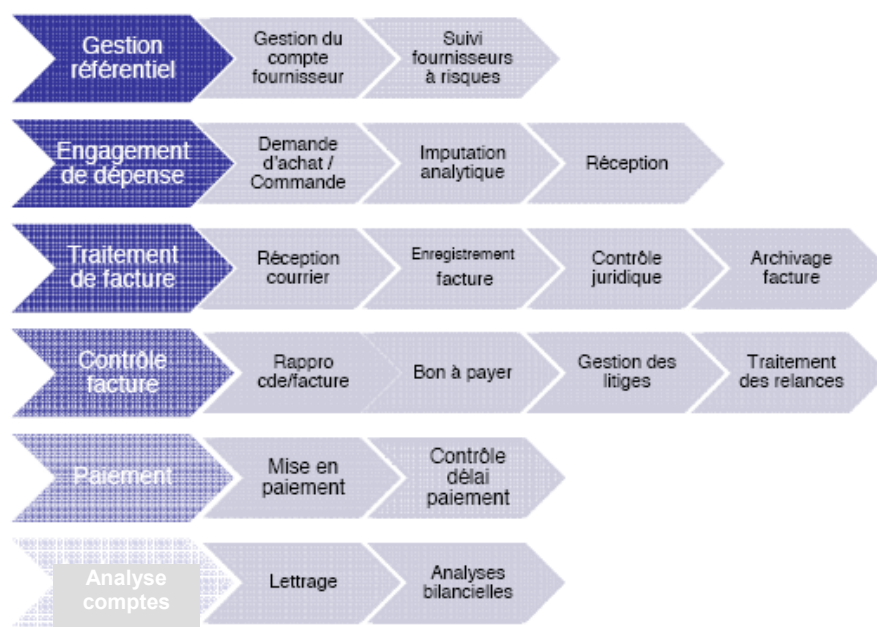 Gestion
référentiel
Gestion du
compte
fournisseur
Suivi
fournisseurs
à risques
Engagement
de dépense
Demande
d'achat /
Commande
Imputation
analytique
Réception
Traitement
de facture
Réception
courrier
Enregistrement
facture
Contrôle
juridique
Archivage
facture
Contrôle
facture
Rappro
cde/facture
Bon à payer
Gestion des
litiges
Traitement
des relances
Paiement
Mise en
paiement
Contrôle
délai
paiement
Analyse
comptes
Lettrage
Analyses
bilancielles